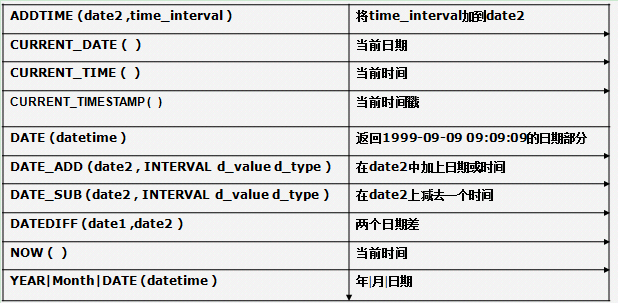 ADDTIME (date2 ,time_interval ) 将time_interval加到date2
CURRENT_DATE (  ) 当前日期
CURRENT_TIME (  ) 当前时间
CURRENT_TIMESTAMP (  ) 当前时间戳
DATE (datetime ) 返回1999-09-09 09:09:09的日期部分
DATE_ADD (date2 , INTERVAL d_value d_type ) 在date2中加上日期或时间
DATE_SUB (date2 , INTERVAL d_value d_type ) 在date2上减去一个时间
DATEDIFF (date1 ,date2 ) 两个日期差
NOW (  ) 当前时间
YEAR|Month|DATE (datetime ) 年|月|日期